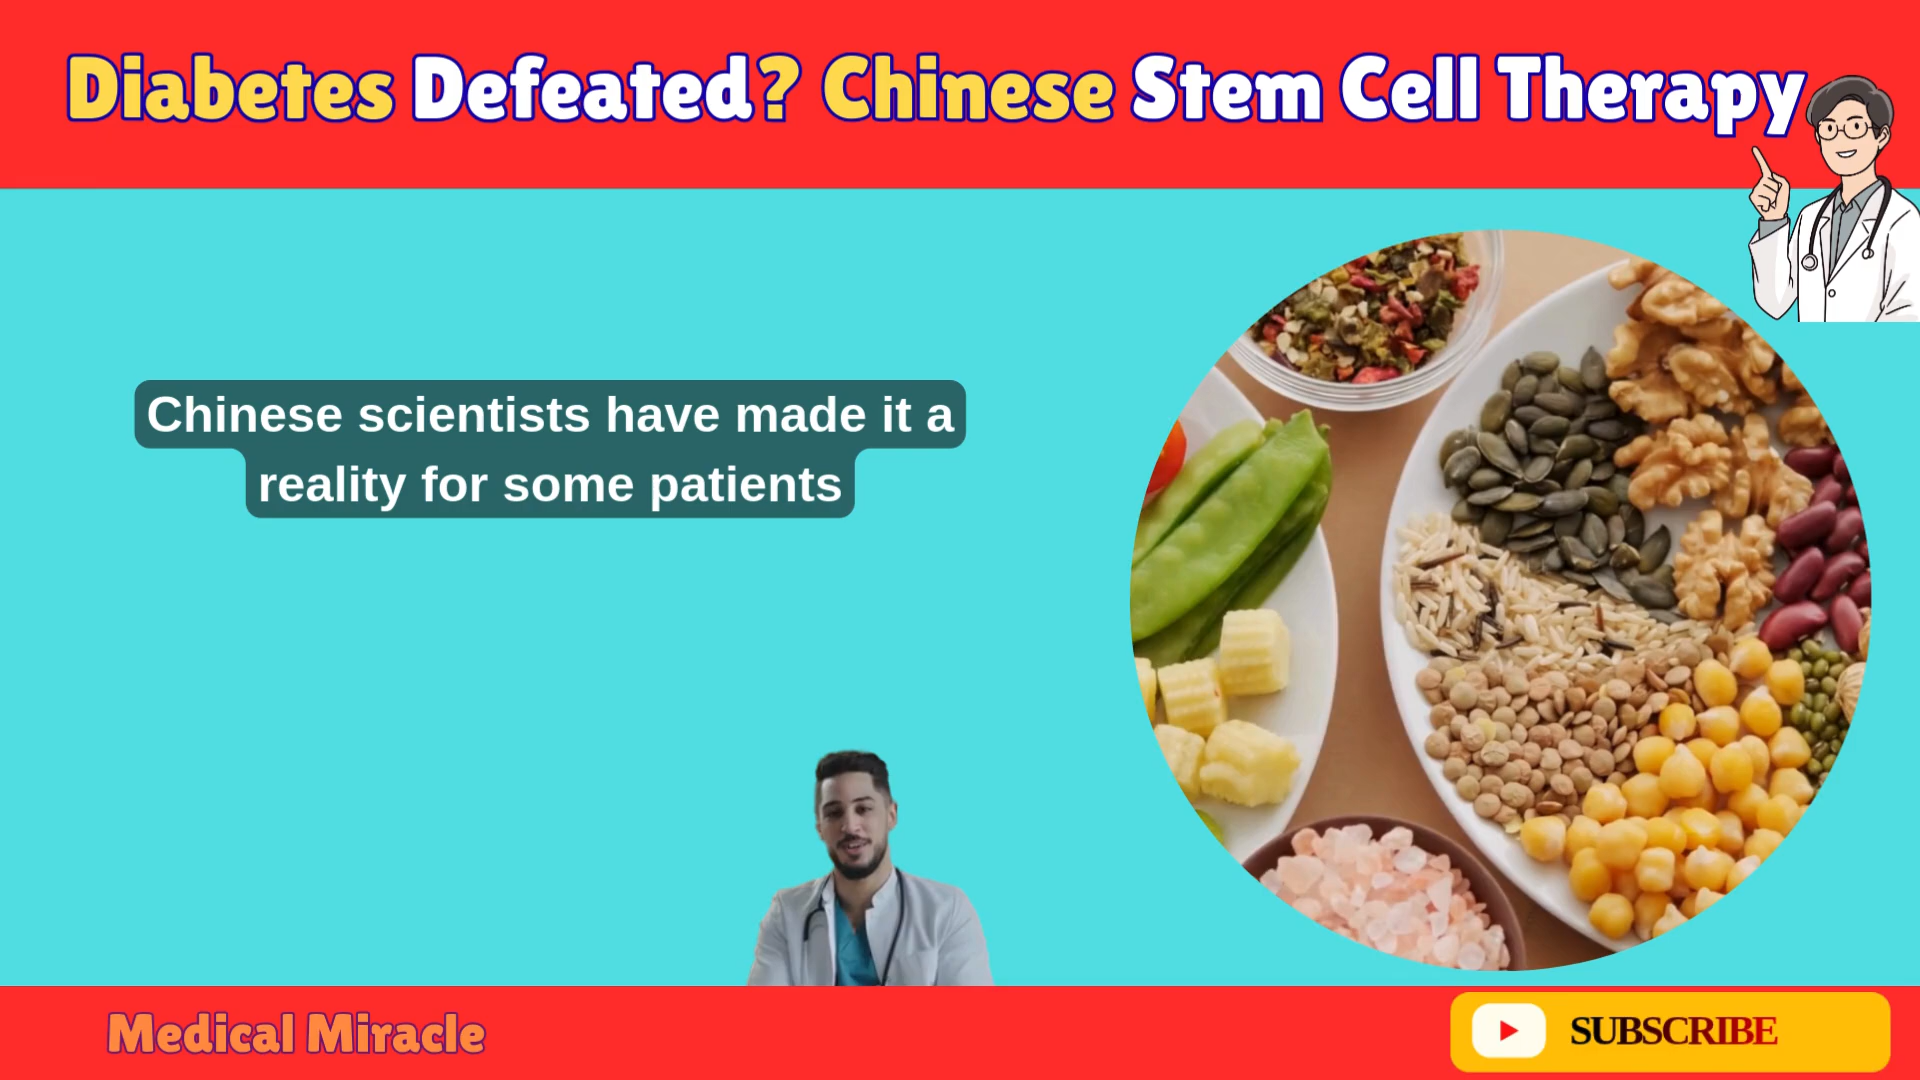 Diabetes Defeated? Chinese Stem Cell Therapy
Chinese scientists have made it a
reality for some patients
Medical Miracle
SUBSCRIBE